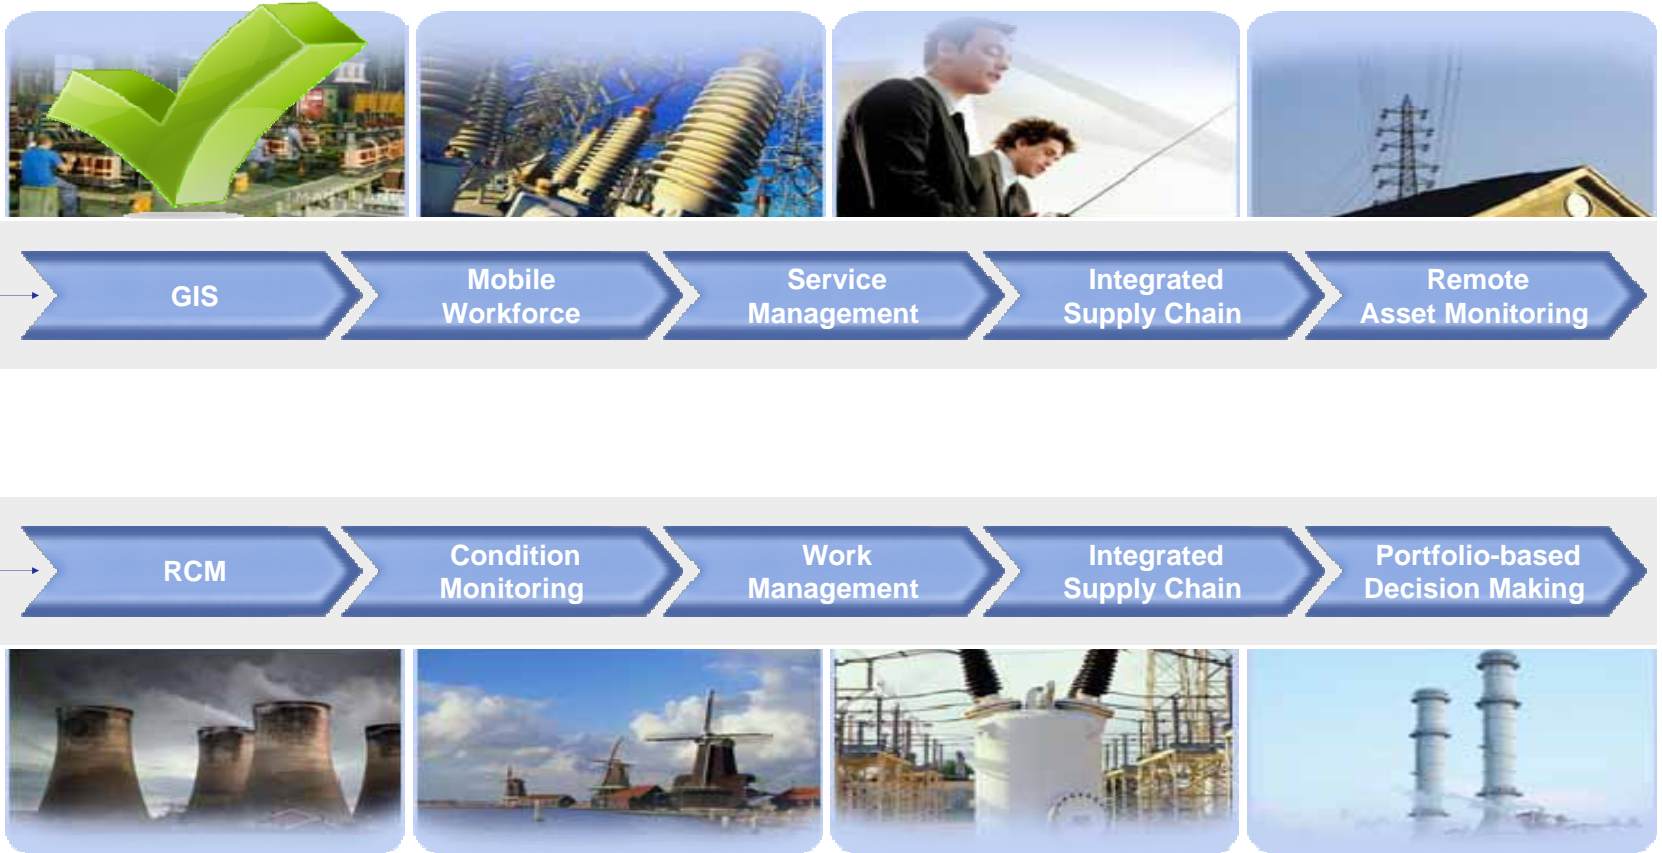 GIS
Mobile
Workforce
Service
Management
Integrated
Supply Chain
Remote
Asset Monitoring
RCM
Condition
Monitoring
Work
Management
Integrated
Supply Chain
Portfolio-based
Decision Making